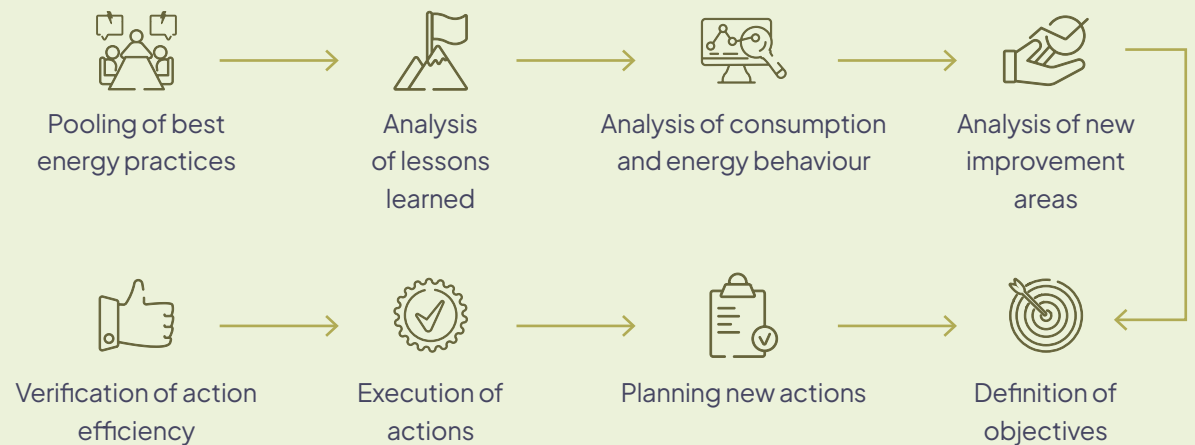 Pooling of best
energy practices
Analysis
of lessons
learned
Analysis of consumption
and energy behaviour
Analysis of new
improvement
areas
Verification of action
efficiency
Execution of
actions
Planning new actions
Definition of
objectives